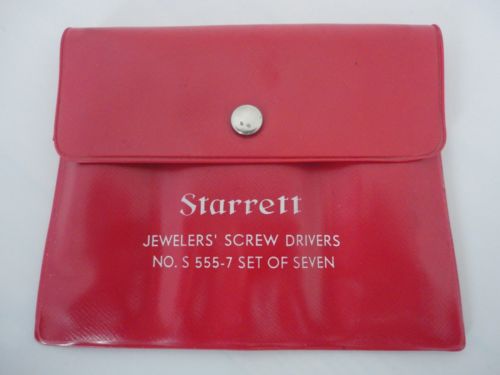 Starrett
JEWELERS' SCREW DRIVERS
NO. S 555-7 SET OF SEVEN